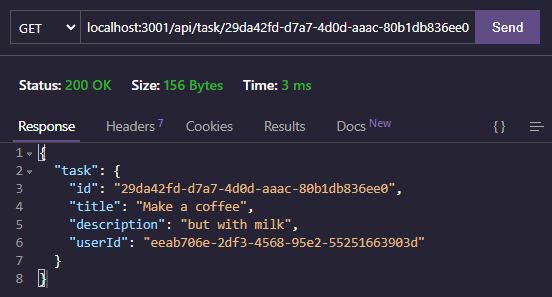 GET localhost:3001/api/task/29da42fd-d7a7-4d0d-aaac-80b1db836ee0 Send
Status: 200 OK Size: 156 Bytes Time: 3 ms
Response Headers 7 Cookies Results Docs New {}
1 {
2 "task": {
3 "id": "29da42fd-d7a7-4d0d-aaac-80b1db836ee0",
4 "title": "Make a coffee",
5 "description": "but with milk",
6 "userId": "eeab706e-2df3-4568-95e2-55251663903d"
7 }
8 }